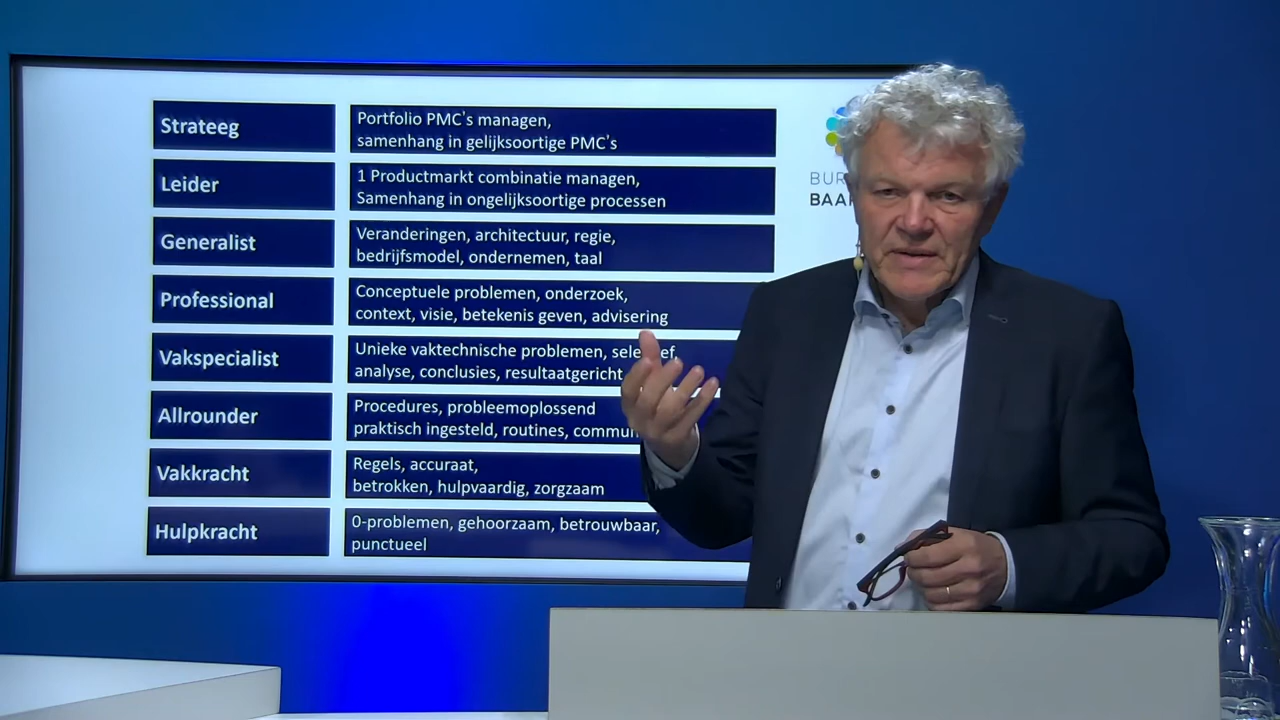 Strateeg
Portfolio PMC's managen,
samenhang in gelijksoortige PMC's
Leider
1 Productmarkt combinatie managen,
Samenhang in ongelijksoortige processen
Generalist
Veranderingen, architectuur, regie,
bedrijfsmodel, ondernemen, taal
Professional
Conceptuele problemen, onderzoek,
context, visie, betekenis geven, advisering
Vakspecialist
Unieke vaktechnische problemen,
analyse, conclusies, resultaatgericht
Allrounder
Procedures, probleemoplossend
praktisch ingesteld, routines,
Vakkracht
Regels, accuraat,
betrokken, hulpvaardig, zorgzaam
Hulpkracht
0-problemen, gehoorzaam, betrouwbaar,
punctueel